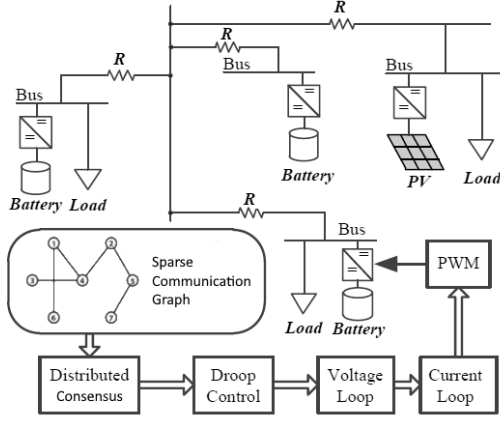 R
R
Bus
R
Bus
Bus
Battery
PV
Load
Battery
Load
R
Bus
1
2
3
4
5
6
7
Sparse
Communication
Graph
PWM
Load
Battery
Distributed
Consensus
Droop
Control
Voltage
Loop
Current
Loop